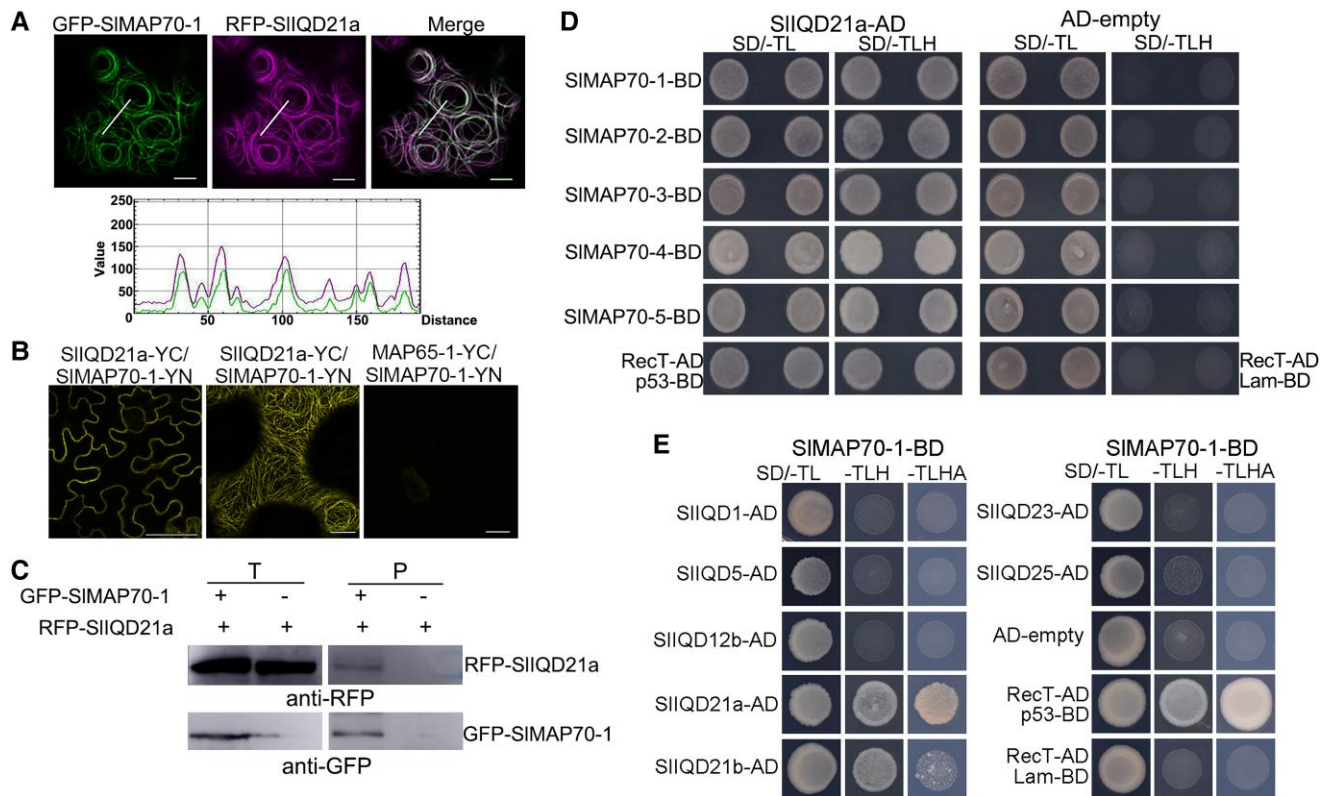 A
GFP-SlMAP70-1 RFP-SlIQD21a Merge
250
200
150
100
50
Value
50 100 150 Distance
B
SlIQD21a-YC/ SlIQD21a-YC/ MAP65-1-YC/
SlMAP70-1-YN SlMAP70-1-YN SlMAP70-1-YN
C
T P
GFP-SlMAP70-1 + - + -
RFP-SlIQD21a + + + +
RFP-SlIQD21a
anti-RFP
GFP-SlMAP70-1
anti-GFP
D
SlIQD21a-AD AD-empty
SD/-TL SD/-TLH SD/-TL SD/-TLH
SlMAP70-1-BD
SlMAP70-2-BD
SlMAP70-3-BD
SlMAP70-4-BD
SlMAP70-5-BD
RecT-AD RecT-AD
p53-BD Lam-BD
E
SlMAP70-1-BD SlMAP70-1-BD
SD/-TL -TLH -TLHA SD/-TL -TLH -TLHA
SlIQD1-AD SlIQD23-AD
SlIQD5-AD SlIQD25-AD
SlIQD12b-AD AD-empty
SlIQD21a-AD RecT-AD
p53-BD
SlIQD21b-AD RecT-AD
Lam-BD